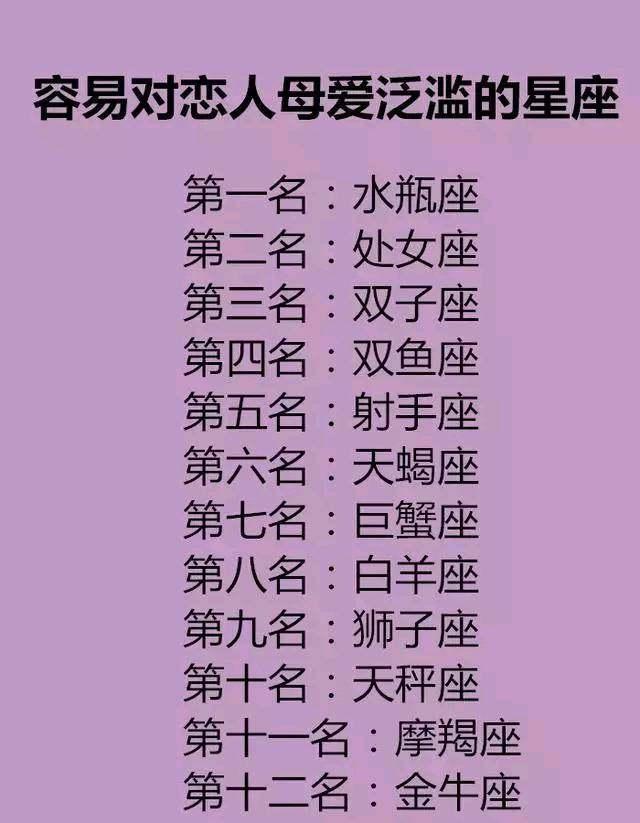 容易对恋人母爱泛滥的星座
第一名：水瓶座
第二名：处女座
第三名：双子座
第四名：双鱼座
第五名：射手座
第六名：天蝎座
第七名：巨蟹座
第八名：白羊座
第九名：狮子座
第十名：天秤座
第十一名：摩羯座
第十二名：金牛座